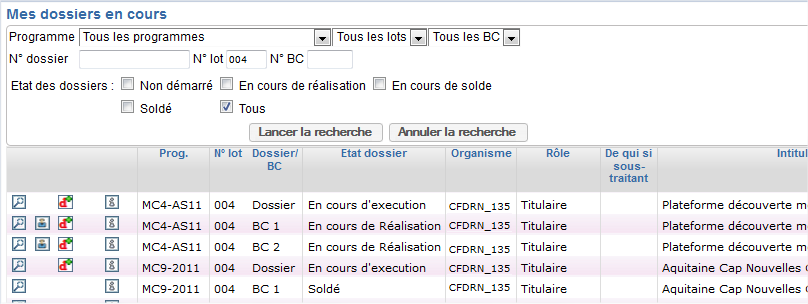 Mes dossiers en cours
Programme Tous les programmes Tous les lots Tous les BC
N° dossier N° lot 004 N° BC
Etat des dossiers : Non démarré En cours de réalisation En cours de solde
Soldé Tous
Lancer la recherche Annuler la recherche
Prog. N° lot Dossier/ BC Etat dossier Organisme Rôle De qui si sous- traitant Intitul
MC4-AS11 004 Dossier En cours d'execution CFDRN_135 Titulaire Plateforme découverte m
MC4-AS11 004 BC 1 En cours de Réalisation CFDRN_135 Titulaire Plateforme découverte m
MC4-AS11 004 BC 2 En cours de Réalisation CFDRN_135 Titulaire Plateforme découverte m
MC9-2011 004 Dossier En cours d'execution CFDRN_135 Titulaire Aquitaine Cap Nouvelles C
MC9-2011 004 BC 1 Soldé CFDRN_135 Titulaire Aquitaine Cap Nouvelles C